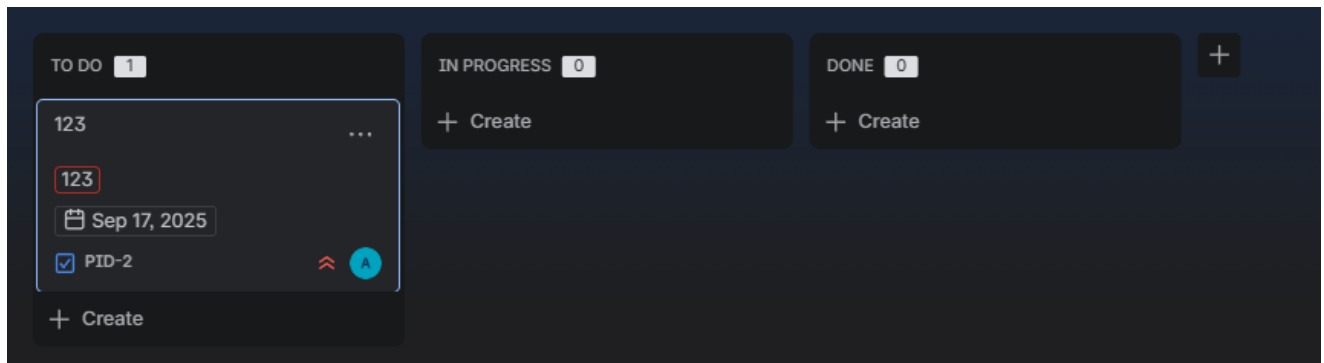 TO DO 1
123
...
123
Sep 17, 2025
PID-2
A
+ Create
IN PROGRESS 0
+ Create
DONE 0
+ Create
+